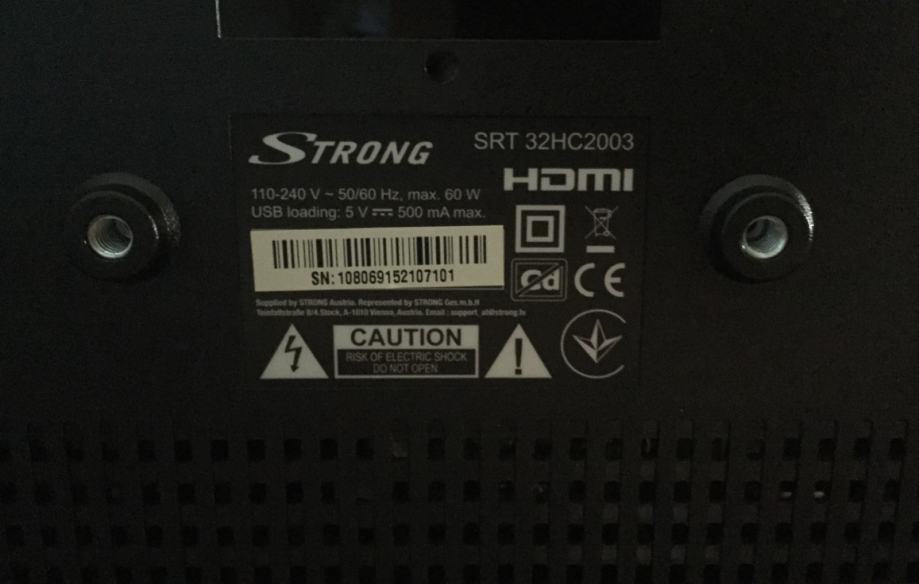 STRONG
SRT 32HC2003
HDMI
110-240 V ~ 50/60 Hz, max. 60 W
USB loading: 5 V ⎓ 500 mA max.
SN: 108069152107101
Cd
CE
Supplied by STRONG Austria. Represented by STRONG Ges.m.b.H
Teinfaltstraße 8/4.Stock, A-1010 Vienna, Austria. Email : support_at@strong.tv
CAUTION
RISK OF ELECTRIC SHOCK
DO NOT OPEN